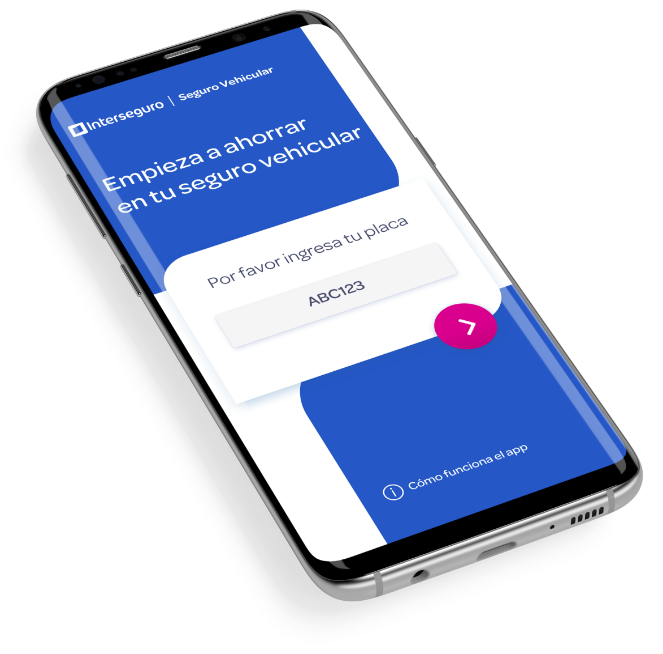 Interseguro | Seguro Vehicular
Empieza a ahorrar
en tu seguro vehicular
Por favor ingresa tu placa
ABC123
Cómo funciona el app